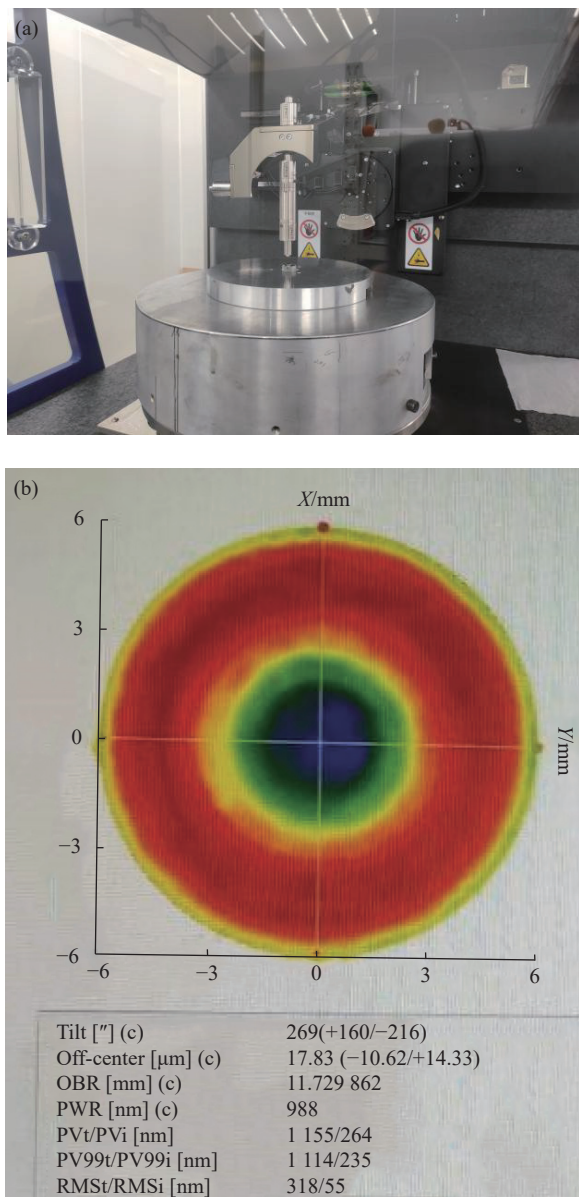 (a)
(b)
X/mm
6
3
0
Y/mm
−3
−6
−6 −3 0 3 6
Tilt [″] (c) 269(+160/−216)
Off-center [μm] (c) 17.83 (−10.62/+14.33)
OBR [mm] (c) 11.729 862
PWR [nm] (c) 988
PVt/PVi [nm] 1 155/264
PV99t/PV99i [nm] 1 114/235
RMSt/RMSi [nm] 318/55